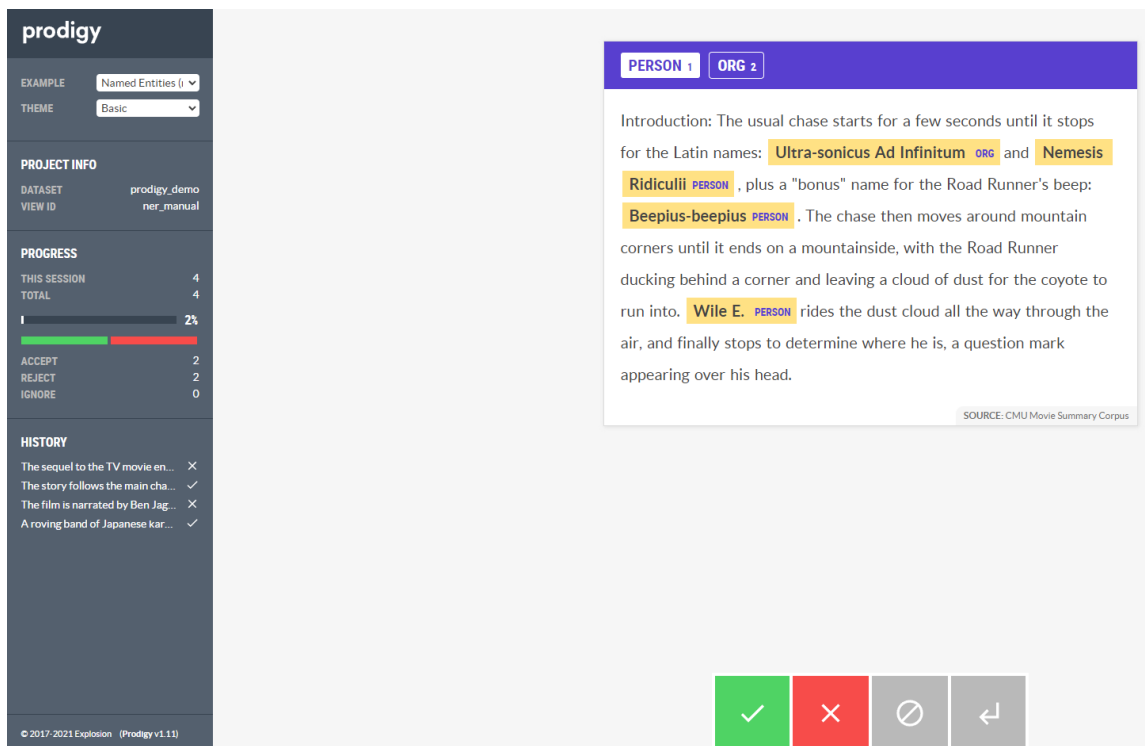 prodigy
EXAMPLE Named Entities (r
THEME Basic
PROJECT INFO
DATASET prodigy_demo
VIEW ID ner_manual
PROGRESS
THIS SESSION 4
TOTAL 4
2%
ACCEPT 2
REJECT 2
IGNORE 0
HISTORY
The sequel to the TV movie en...
The story follows the main cha...
The film is narrated by Ben Jag...
A roving band of Japanese kar...
© 2017-2021 Explosion (Prodigy v1.11)
PERSON 1 ORG 2
Introduction: The usual chase starts for a few seconds until it stops
for the Latin names: Ultra-sonicus Ad Infinitum ORG and Nemesis
Ridiculii PERSON , plus a "bonus" name for the Road Runner's beep:
Beepius-beepius PERSON . The chase then moves around mountain
corners until it ends on a mountainside, with the Road Runner
ducking behind a corner and leaving a cloud of dust for the coyote to
run into. Wile E. PERSON rides the dust cloud all the way through the
air, and finally stops to determine where he is, a question mark
appearing over his head.
SOURCE: CMU Movie Summary Corpus